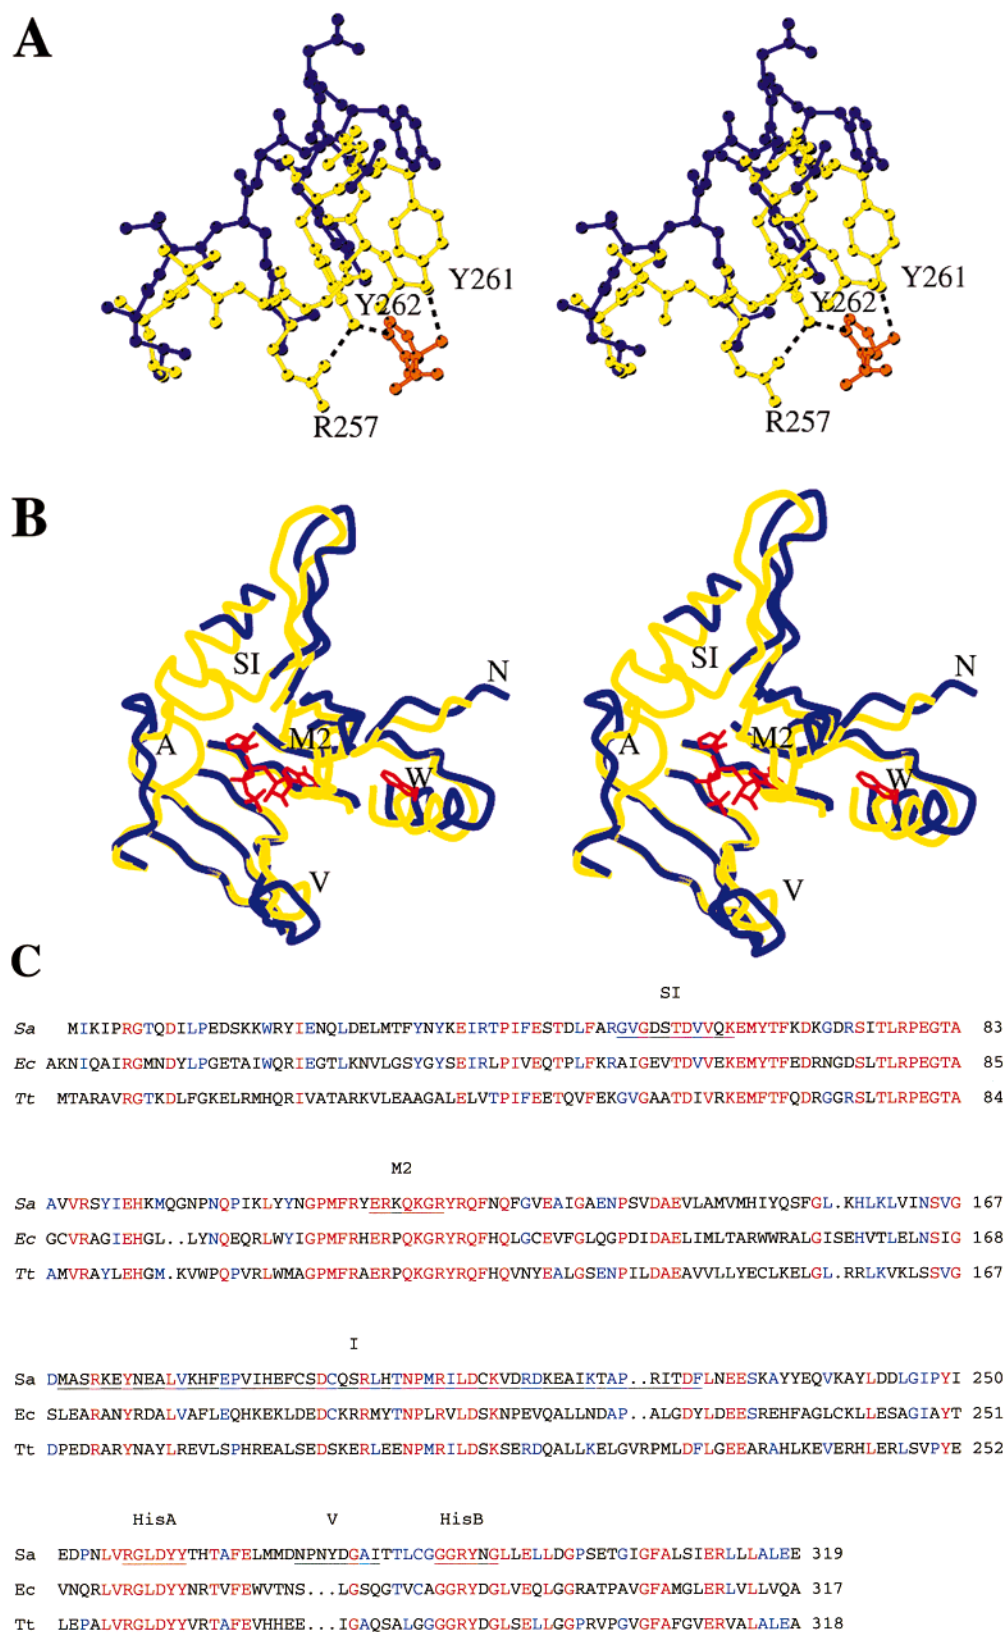 A
Y261
Y262
R257
Y261
Y262
R257
B
SI
N
A
M2
W
V
SI
N
A
M2
W
V
C
SI
Sa MIKIPRGTQDILPEDSKKWRYIENQLDELMTFYNYKEIRTPIFESTDLFARGVGDSTDVVQKEMYTFKDKGDRSITLRPEGTA 83
Ec AKNIQAIRGMNDYLPGETAIWQRIEGTLKNVLGSYGYSEIRLPIVEQTPLFKRAIGEVTDVVEKEMYTFEDRNGDSLTLRPEGTA 85
Tt MTARAVRGTKDLFGKELRMHQRIVATARKVLEAAGALELVTPIFEETQVFEKGVGAATDIVRKEMFTFQDRGGRSLTLRPEGTA 84
M2
Sa AVVRSYIEHKMQGNPNQPIKLYYNGPMFRYERKQKGRYRQFNQFGVEAIGAENPSVDAEVLAMVMHIYQSFGL.KHLKLVINSVG 167
Ec GCVRAGIEHGL..LYNQEQRLWYIGPMFRHERPQKGRYRQFHQLGCEVFGLQGPDIDAELIMLTARWWRALGISEHVTLELNSIG 168
Tt AMVRAYLEHGM.KVWPQPVRLWMAGPMFRAERPQKGRYRQFHQVNYEALGSENPILDAEAVVLLYECLKELGL.RRLKVKLSSVG 167
I
Sa DMASRKEYNEALVKHFEPVIHEFCSDCQSRLHTNPMRILDCKVDRDKEAIKTAP..RITDFLNEESKAYYEQVKAYLDDLGIPYI 250
Ec SLEARANYRDALVAFLEQHKEKLDEDCKRRMYTNPLRVLDSKNPEVQALLNDAP..ALGDYLDEESREHFAGLCKLLESAGIAYT 251
Tt DPEDRARYNAYLREVLSPHREALSEDSKERLEENPMRILDSKSERDQALLKELGVRPMLDFLGEEARAHLKEVERHLERLSVPYE 252
HisA V HisB
Sa EDPNLVRGLDYYTHTAFELMMDNPNYDGAITTLCGGGRYNGLLELLDGPSETGIGFALSIERLLLALEE 319
Ec VNQRLVRGLDYYNRTVFEWVTNS...LGSQGTVCAGGRYDGLVEQLGGRATPAVGFAMGLERLVLLVQA 317
Tt LEPALVRGLDYYVRTAFEVHHEE...IGAQSALGGGGRYDGLSELLGGPRVPGVGFAFGVERVALALEA 318